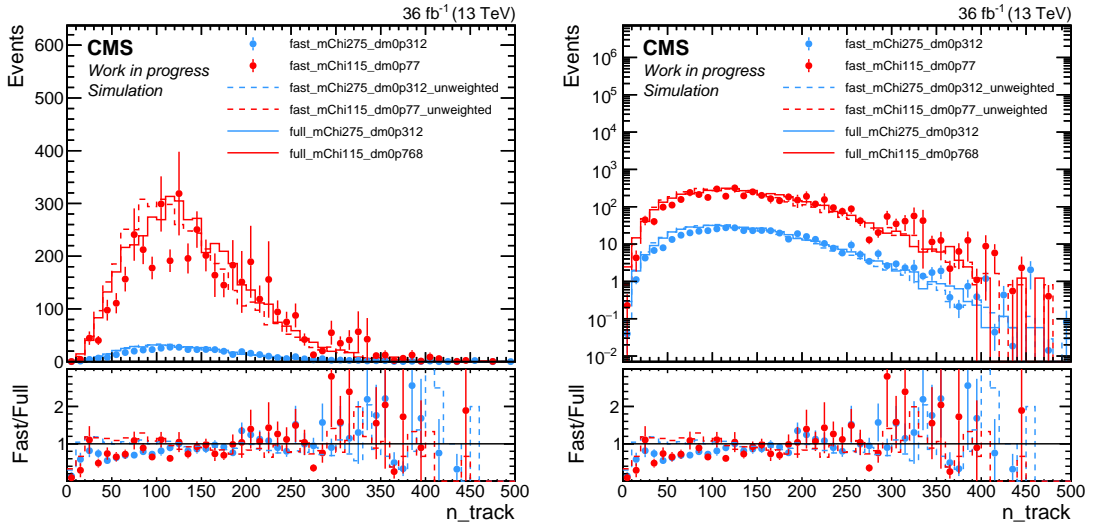 36 fb⁻¹ (13 TeV)
Events
600
500
400
300
200
100
0
CMS
Work in progress
Simulation
fast_mChi275_dm0p312
fast_mChi115_dm0p77
fast_mChi275_dm0p312_unweighted
fast_mChi115_dm0p77_unweighted
full_mChi275_dm0p312
full_mChi115_dm0p768
Fast/Full
2
1
0 50 100 150 200 250 300 350 400 450 500
n_track
36 fb⁻¹ (13 TeV)
Events
10⁶
10⁵
10⁴
10³
10²
10
1
10⁻¹
10⁻²
CMS
Work in progress
Simulation
fast_mChi275_dm0p312
fast_mChi115_dm0p77
fast_mChi275_dm0p312_unweighted
fast_mChi115_dm0p77_unweighted
full_mChi275_dm0p312
full_mChi115_dm0p768
Fast/Full
2
1
0 50 100 150 200 250 300 350 400 450 500
n_track